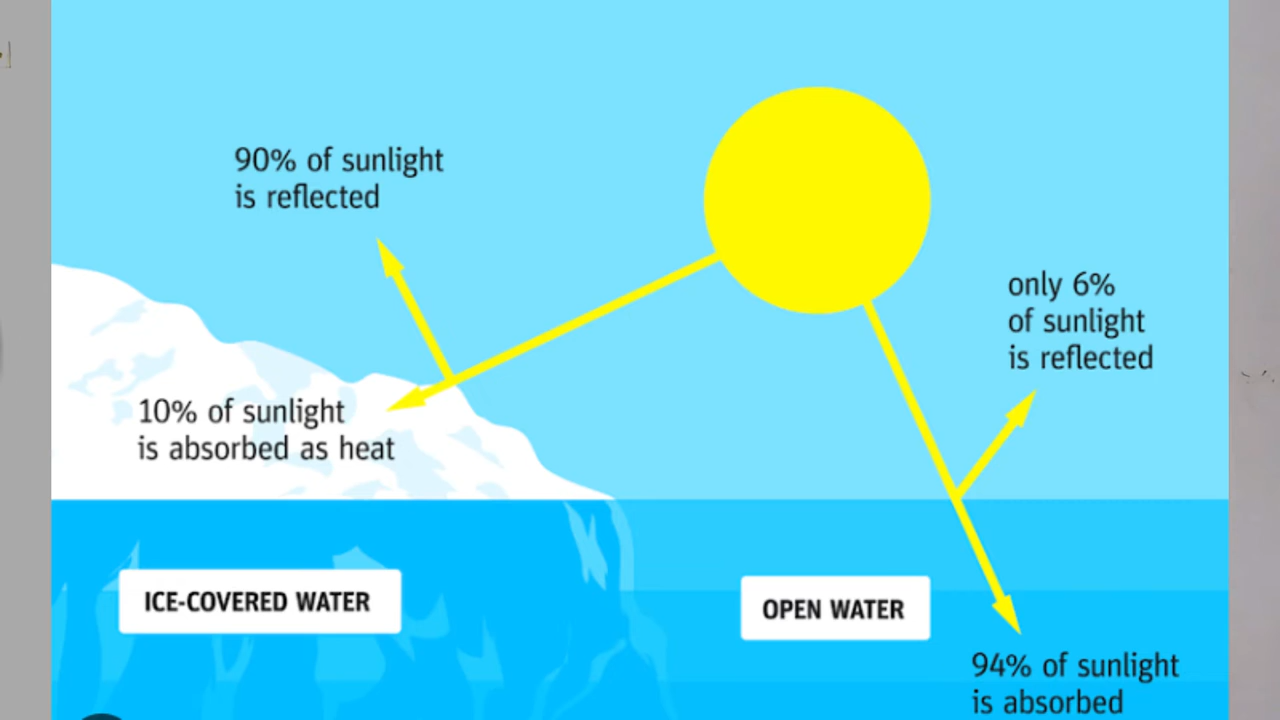 90% of sunlight
is reflected
only 6%
of sunlight
is reflected
10% of sunlight
is absorbed as heat
ICE-COVERED WATER
OPEN WATER
94% of sunlight
is absorbed